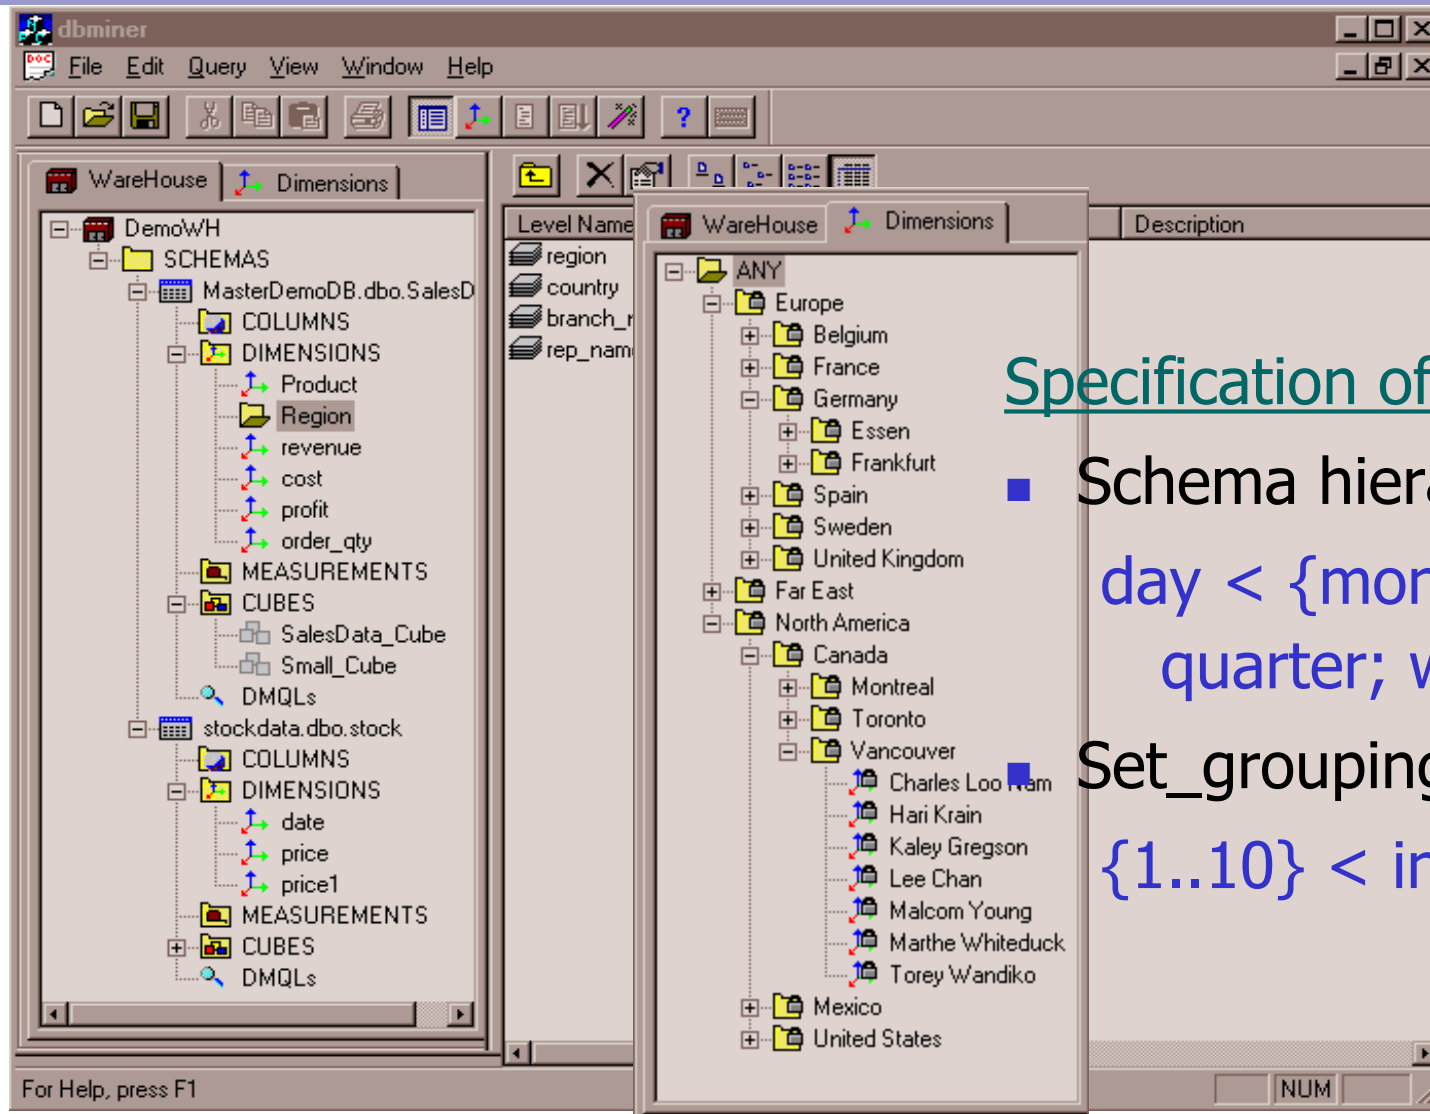 dbminer
File Edit Query View Window Help
WareHouse Dimensions
DemoWH
SCHEMAS
MasterDemoDB.dbo.SalesD
COLUMNS
DIMENSIONS
Product
Region
revenue
cost
profit
order_qty
MEASUREMENTS
CUBES
SalesData_Cube
Small_Cube
DMQLs
stockdata.dbo.stock
COLUMNS
DIMENSIONS
date
price
price1
MEASUREMENTS
CUBES
DMQLs
Level Name Description
region
country
branch_r
rep_nam
WareHouse Dimensions
ANY
Europe
Belgium
France
Germany
Essen
Frankfurt
Spain
Sweden
United Kingdom
Far East
North America
Canada
Montreal
Toronto
Vancouver
Charles Loo Nam
Hari Krain
Kaley Gregson
Lee Chan
Malcom Young
Marthe Whiteduck
Torey Wandiko
Mexico
United States
Specification of
Schema hier
day < {mon
quarter; w
Set_grouping
{1..10} < in
For Help, press F1 NUM